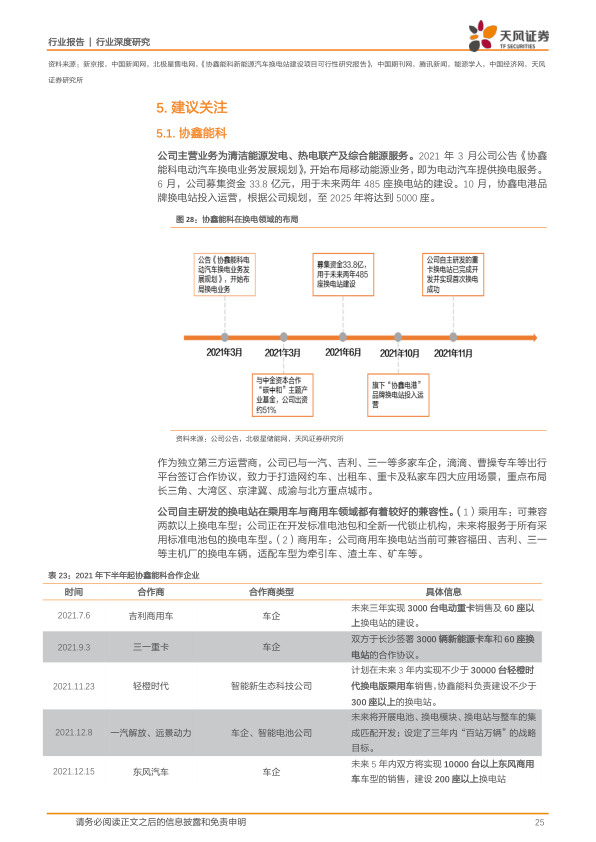 行业报告 | 行业深度研究
天风证券
TF SECURITIES
资料来源：新京报，中国新闻网，北极星售电网，《协鑫能科新能源汽车换电站建设项目可行性研究报告》，中国期刊网，腾讯新闻，能源学人，中国经济网，天风
证券研究所
5. 建议关注
5.1. 协鑫能科
公司主营业务为清洁能源发电、热电联产及综合能源服务。2021 年 3 月公司公告《协鑫
能科电动汽车换电业务发展规划》，开始布局移动能源业务，即为电动汽车提供换电服务。
6 月，公司募集资金 33.8 亿元，用于未来两年 485 座换电站的建设。10 月，协鑫电港品
牌换电站投入运营，根据公司规划，至 2025 年将达到 5000 座。
图 28：协鑫能科在换电领域的布局
公告《协鑫能科电
动汽车换电业务发
展规划》，开始布
局换电业务
募集资金33.8亿，
用于未来两年485
座换电站建设
公司自主研发的重
卡换电站已完成开
发并实现首次换电
成功
2021年3月
2021年3月
2021年6月
2021年10月
2021年11月
与中金资本合作
“碳中和”主题产
业基金，公司出资
约51%
旗下“协鑫电港”
品牌换电站投入运
营
资料来源：公司公告，北极星储能网，天风证券研究所
作为独立第三方运营商，公司已与一汽、吉利、三一等多家车企，滴滴、曹操专车等出行
平台签订合作协议，致力于打造网约车、出租车、重卡及私家车四大应用场景，重点布局
长三角、大湾区、京津冀、成渝与北方重点城市。
公司自主研发的换电站在乘用车与商用车领域都有着较好的兼容性。（1）乘用车：可兼容
两款以上换电车型；公司正在开发标准电池包和全新一代锁止机构，未来将服务于所有采
用标准电池包的换电车型。（2）商用车：公司商用车换电站当前可兼容福田、吉利、三一
等主机厂的换电车辆，适配车型为牵引车、渣土车、矿车等。
表 23：2021 年下半年起协鑫能科合作企业
时间 合作商 合作商类型 具体信息
2021.7.6 吉利商用车 车企 未来三年实现 3000 台电动重卡销售及 60 座以
上换电站的建设。
2021.9.3 三一重卡 车企 双方于长沙签署 3000 辆新能源卡车和 60 座换
电站的合作协议。
2021.11.23 轻橙时代 智能新生态科技公司 计划在未来 3 年内实现不少于 30000 台轻橙时
代换电版乘用车销售，协鑫能科负责建设不少于
300 座以上的换电站。
2021.12.8 一汽解放、远景动力 车企、智能电池公司 未来将开展电池、换电模块、换电站与整车的集
成匹配开发；设定了三年内“百站万辆”的战略
目标。
2021.12.15 东风汽车 车企 未来 5 年内双方将实现 10000 台以上东风商用
车车型的销售，建设 200 座以上换电站
请务必阅读正文之后的信息披露和免责申明
25